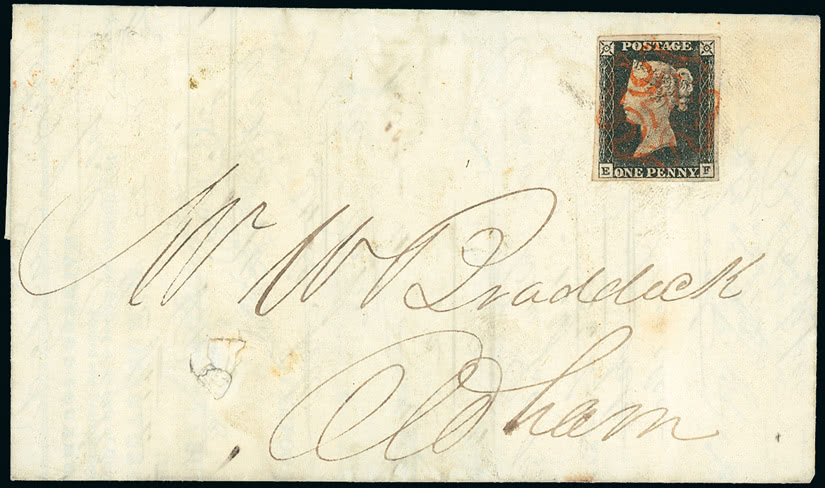 POSTAGE
E ONE PENNY F
Mr W Braddock
Oldham